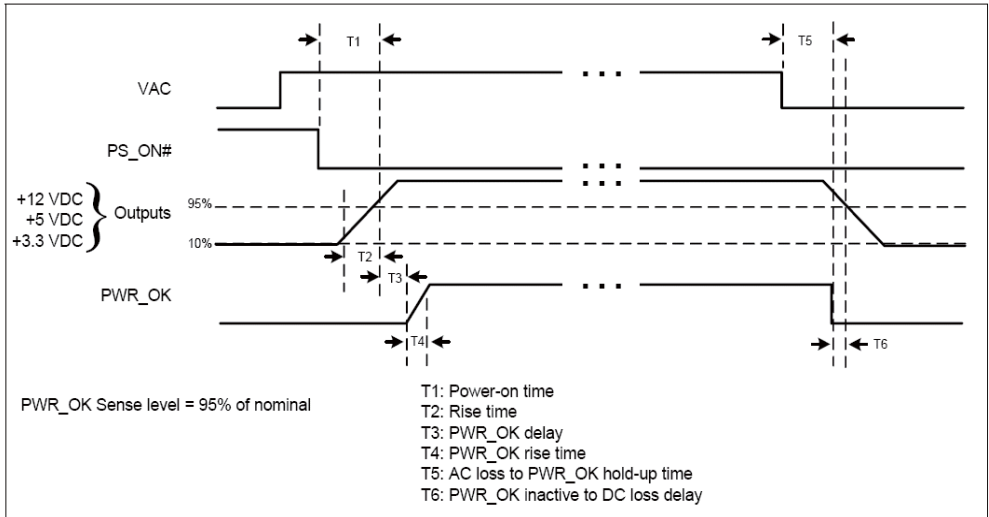 T1
T5
VAC
. . .
PS_ON#
. . .
+12 VDC
+5 VDC
+3.3 VDC
Outputs
. . .
95%
10%
T2
T3
PWR_OK
. . .
T4
T6
PWR_OK Sense level = 95% of nominal
T1: Power-on time
T2: Rise time
T3: PWR_OK delay
T4: PWR_OK rise time
T5: AC loss to PWR_OK hold-up time
T6: PWR_OK inactive to DC loss delay